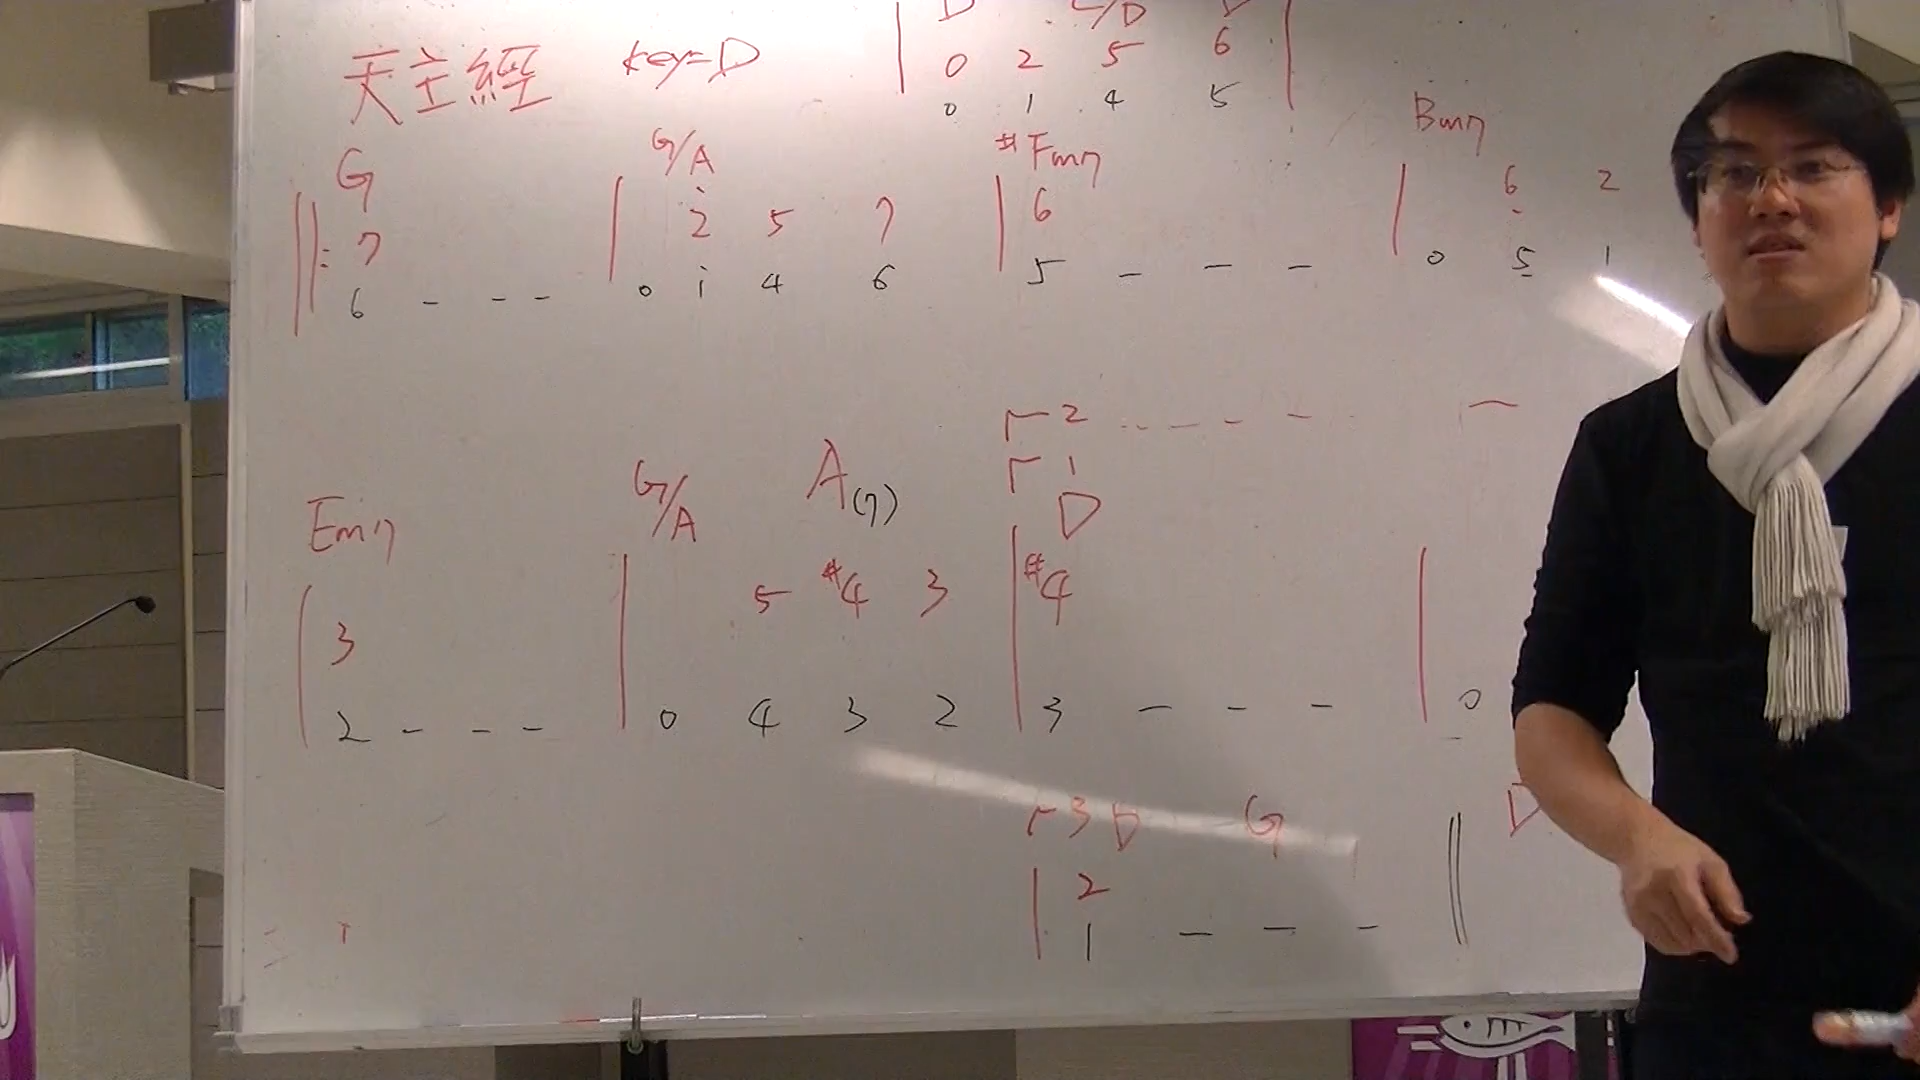 D C/D D
天主經 key=D 0 2 5 6
0 1 4 5
G G/A #Fm7 Bm7
7 2 5 7 6 6 2
6 - - - 0 i 4 6 5 - - - 0 5 1
2 - - - -
1
Em7 G/A A(7) D
3 5 #4 3 #4
2 - - - 0 4 3 2 3 - - - 0
3 D G D
2
1 - - -